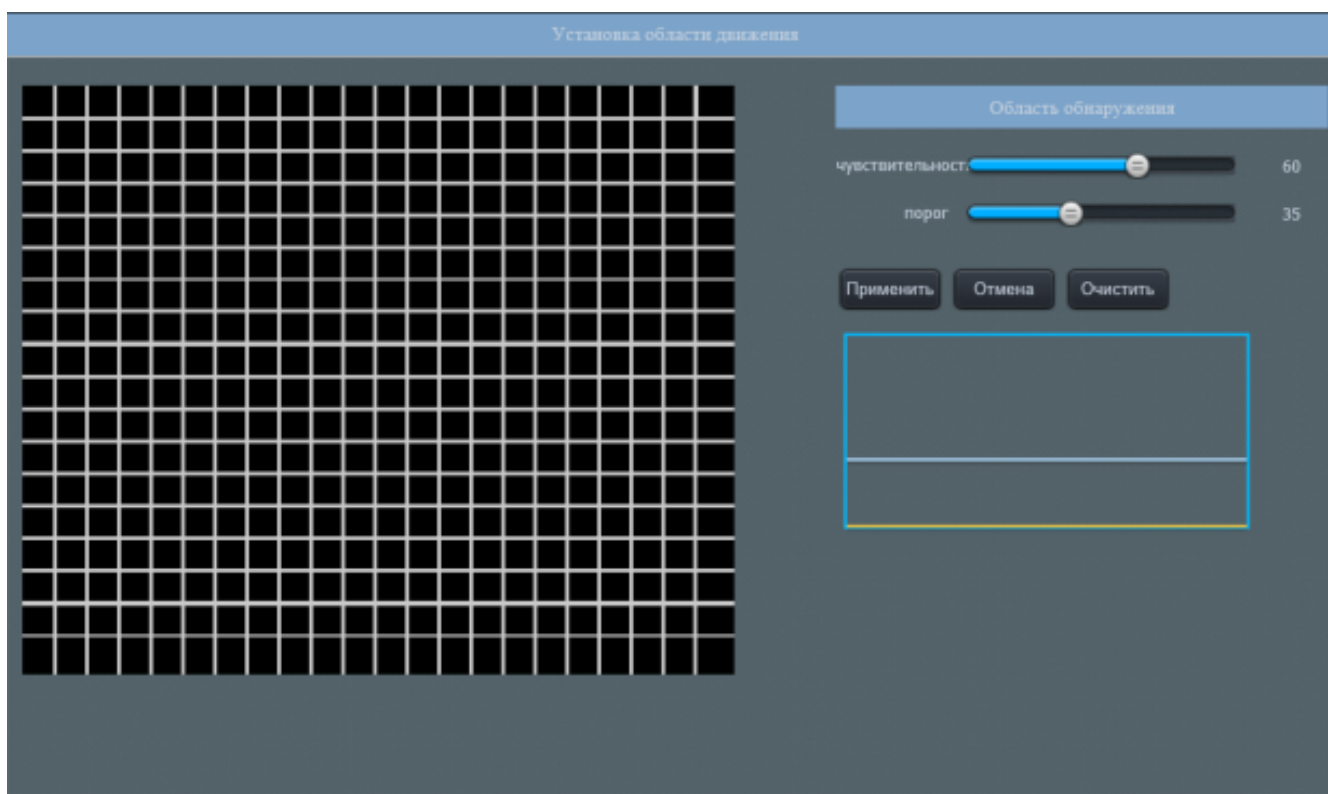 Установка области движения
Область обнаружения
чувствительност 60
порог 35
Применить Отмена Очистить